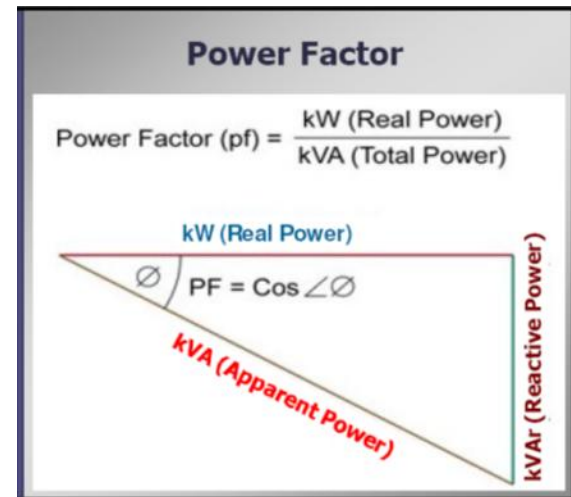 Power Factor
Power Factor (pf) = kW (Real Power)
kVA (Total Power)
kW (Real Power)
∅ PF = Cos ∠∅
kVA (Apparent Power)
kVAr (Reactive Power)